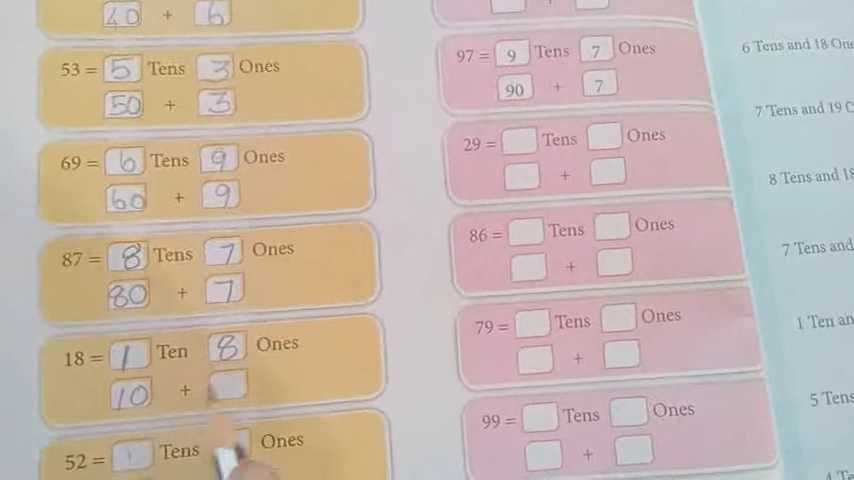 40 + 6
53 = 5 Tens 3 Ones
50 + 3
69 = 6 Tens 9 Ones
60 + 9
87 = 8 Tens 7 Ones
80 + 7
18 = 1 Ten 8 Ones
10 +
52 = Tens Ones
+
97 = 9 Tens 7 Ones
90 + 7
29 = Tens Ones
+
86 = Tens Ones
+
79 = Tens Ones
+
99 = Tens Ones
+
6 Tens and 18
7 Tens and 19
8 Tens and
7 Tens and
1 Ten
5 Tens